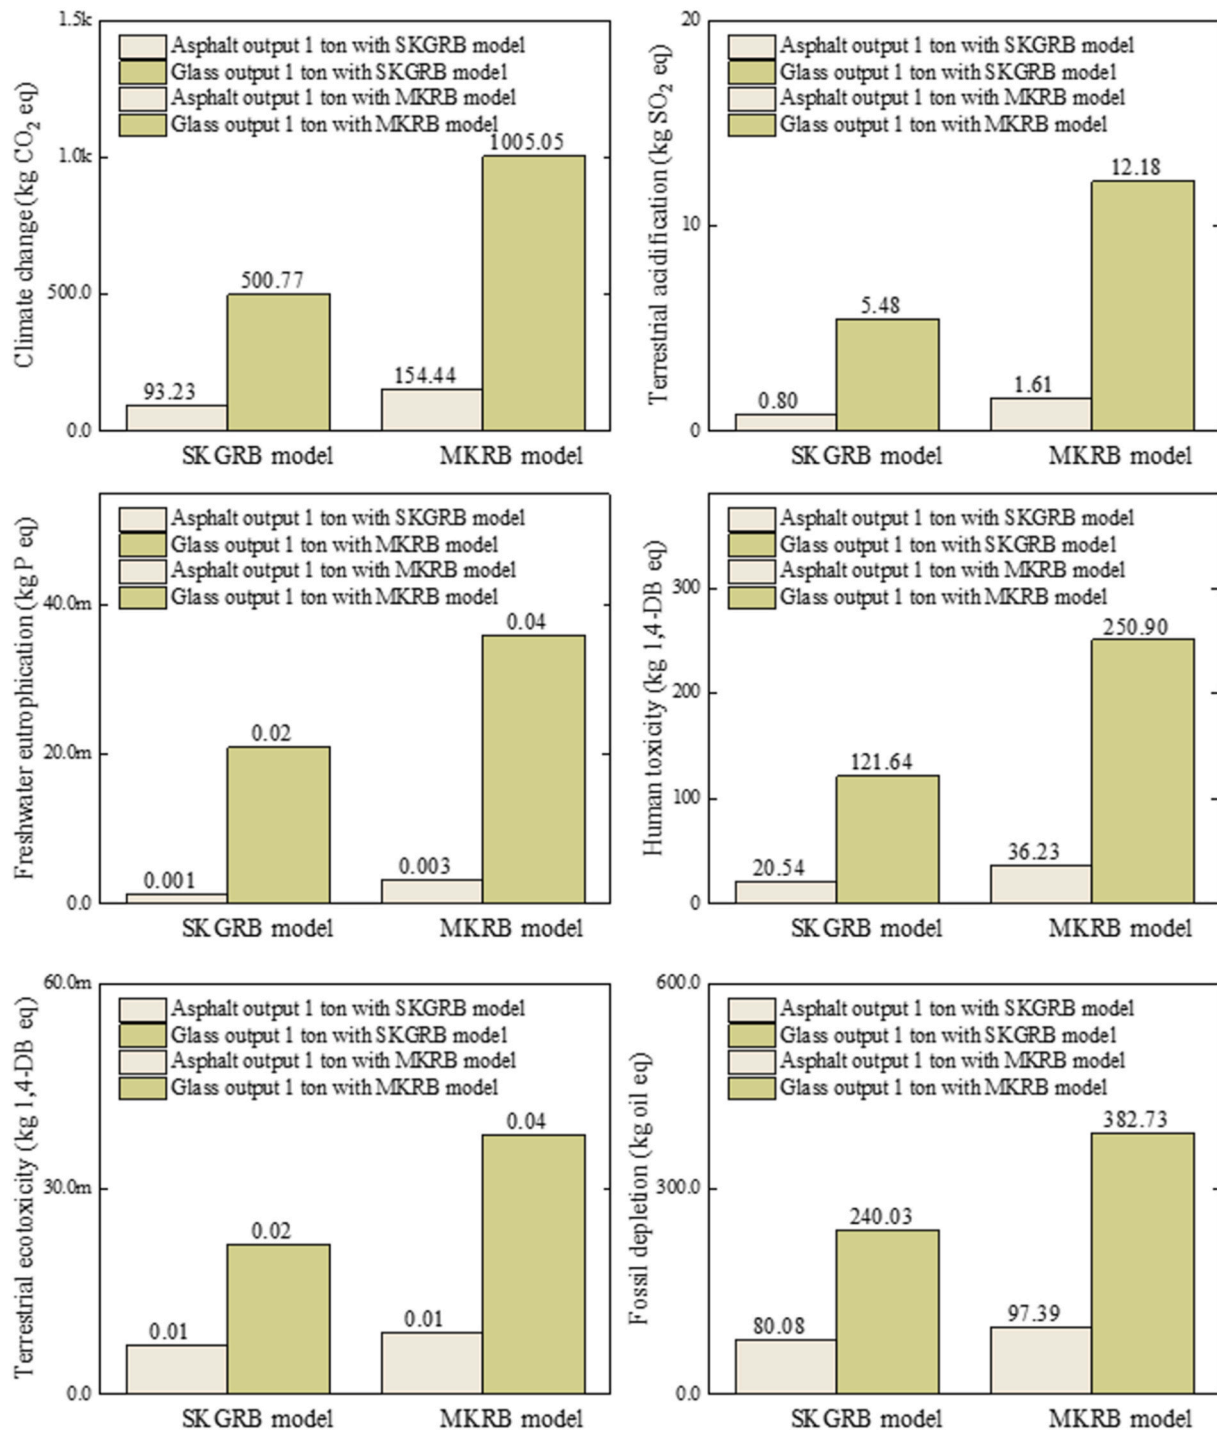 Climate change (kg CO₂ eq)
1.5k
1.0k
500.0
0.0
Asphalt output 1 ton with SKGRB model
Glass output 1 ton with SKGRB model
Asphalt output 1 ton with MKRB model
Glass output 1 ton with MKRB model
93.23
500.77
154.44
1005.05
SKGRB model
MKRB model
Terrestrial acidification (kg SO₂ eq)
20
10
0
Asphalt output 1 ton with SKGRB model
Glass output 1 ton with SKGRB model
Asphalt output 1 ton with MKRB model
Glass output 1 ton with MKRB model
0.80
5.48
1.61
12.18
SKGRB model
MKRB model
Freshwater eutrophication (kg P eq)
40.0m
20.0m
0.0
Asphalt output 1 ton with SKGRB model
Glass output 1 ton with MKRB model
Asphalt output 1 ton with MKRB model
Glass output 1 ton with MKRB model
0.001
0.02
0.003
0.04
SKGRB model
MKRB model
Human toxicity (kg 1,4-DB eq)
300
200
100
0
Asphalt output 1 ton with SKGRB model
Glass output 1 ton with SKGRB model
Asphalt output 1 ton with MKRB model
Glass output 1 ton with MKRB model
20.54
121.64
36.23
250.90
SKGRB model
MKRB model
Terrestrial ecotoxicity (kg 1,4-DB eq)
60.0m
30.0m
0.0
Asphalt output 1 ton with SKGRB model
Glass output 1 ton with SKGRB model
Asphalt output 1 ton with MKRB model
Glass output 1 ton with MKRB model
0.01
0.02
0.01
0.04
SKGRB model
MKRB model
Fossil depletion (kg oil eq)
600.0
300.0
0.0
Asphalt output 1 ton with SKGRB model
Glass output 1 ton with SKGRB model
Asphalt output 1 ton with MKRB model
Glass output 1 ton with MKRB model
80.08
240.03
97.39
382.73
SKGRB model
MKRB model